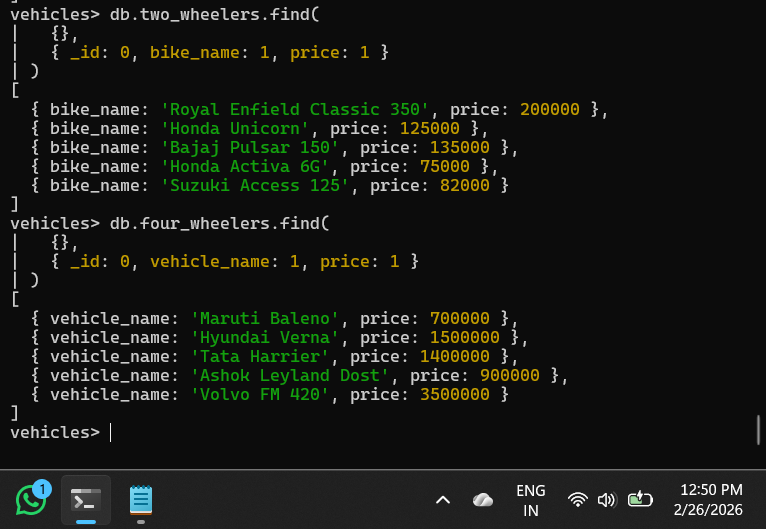 vehicles> db.two_wheelers.find(
|   {},
|   { _id: 0, bike_name: 1, price: 1 }
| )
[
  { bike_name: 'Royal Enfield Classic 350', price: 200000 },
  { bike_name: 'Honda Unicorn', price: 125000 },
  { bike_name: 'Bajaj Pulsar 150', price: 135000 },
  { bike_name: 'Honda Activa 6G', price: 75000 },
  { bike_name: 'Suzuki Access 125', price: 82000 }
]
vehicles> db.four_wheelers.find(
|   {},
|   { _id: 0, vehicle_name: 1, price: 1 }
| )
[
  { vehicle_name: 'Maruti Baleno', price: 700000 },
  { vehicle_name: 'Hyundai Verna', price: 1500000 },
  { vehicle_name: 'Tata Harrier', price: 1400000 },
  { vehicle_name: 'Ashok Leyland Dost', price: 900000 },
  { vehicle_name: 'Volvo FM 420', price: 3500000 }
]
vehicles>
1
ENG
IN
12:50 PM
2/26/2026